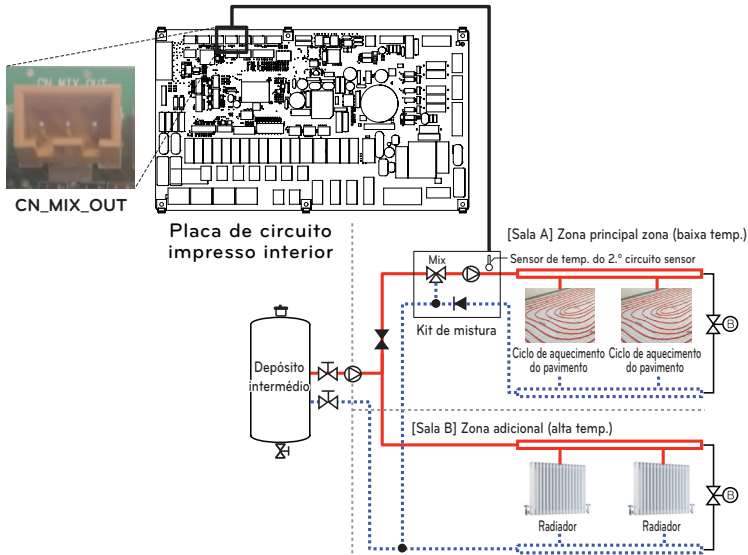 CN_MIX_OUT
CN_MIX_OUT
Placa de circuito
impresso interior
[Sala A] Zona principal zona (baixa temp.)
Mix
Sensor de temp. do 2.º circuito sensor
Kit de mistura
B
Ciclo de aquecimento
do pavimento
Ciclo de aquecimento
do pavimento
Depósito
intermédio
[Sala B] Zona adicional (alta temp.)
B
Radiador
Radiador